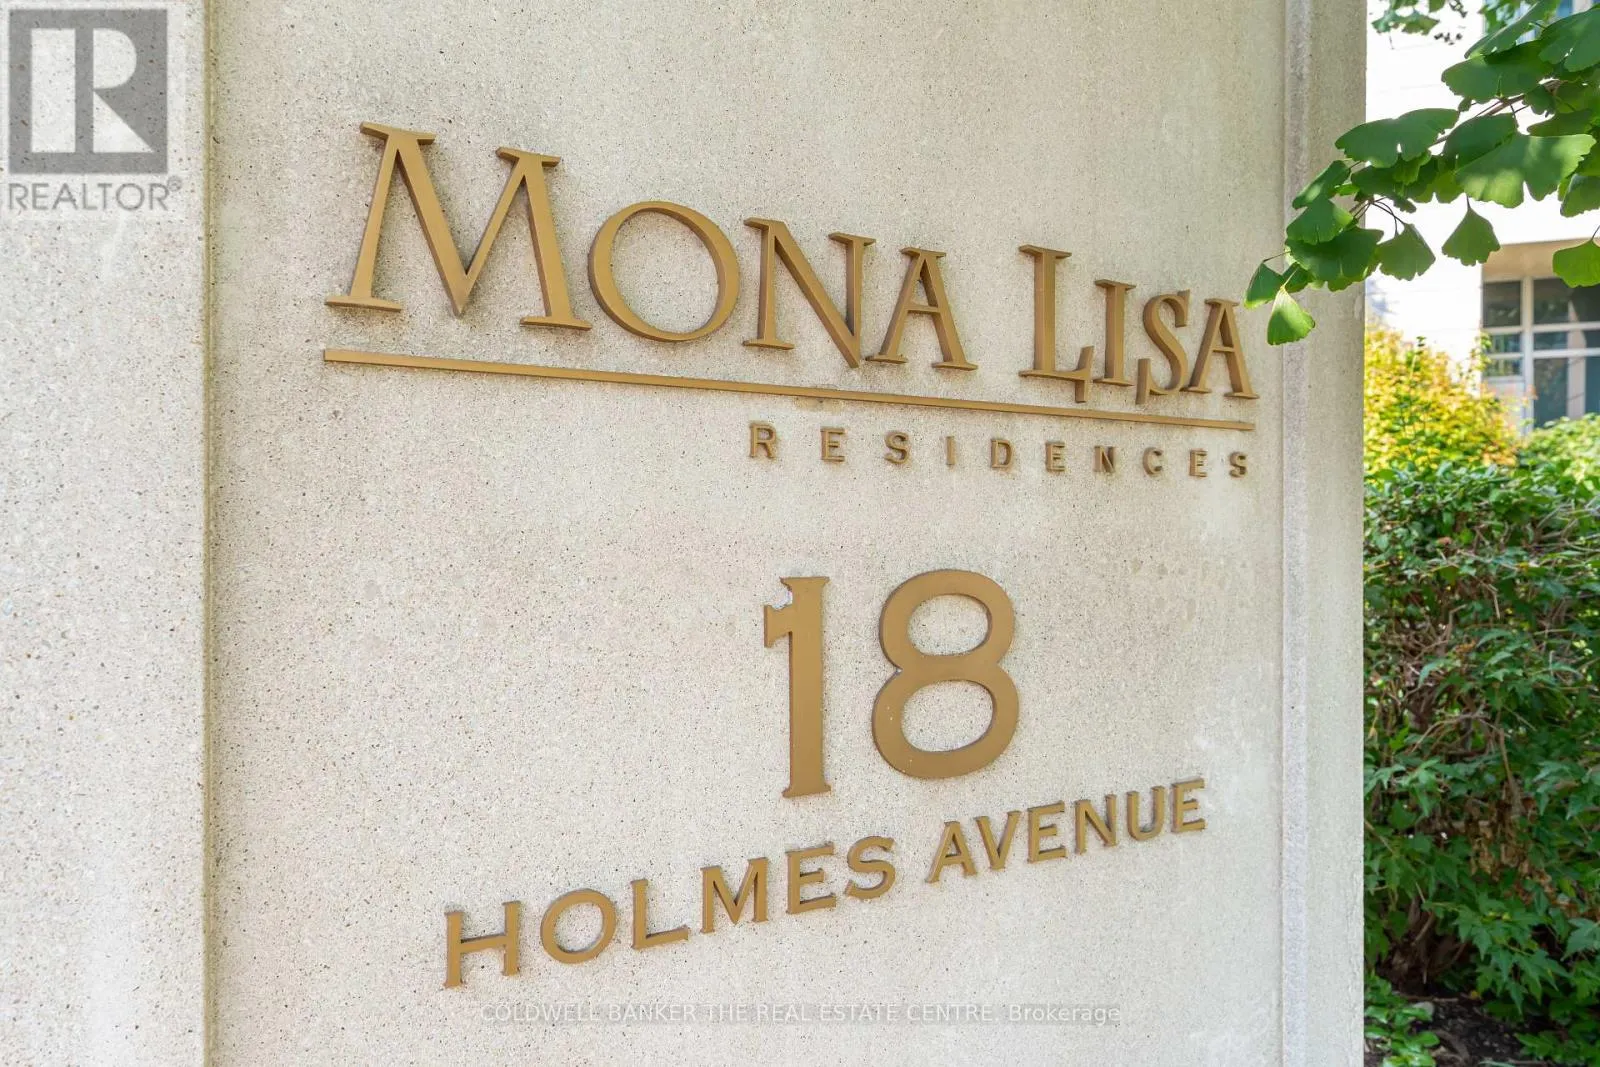 REALTOR®
MONA LISA
RESIDENCES
18
HOLMES AVENUE
COLDWELL BANKER THE REAL ESTATE CENTRE, Brokerage